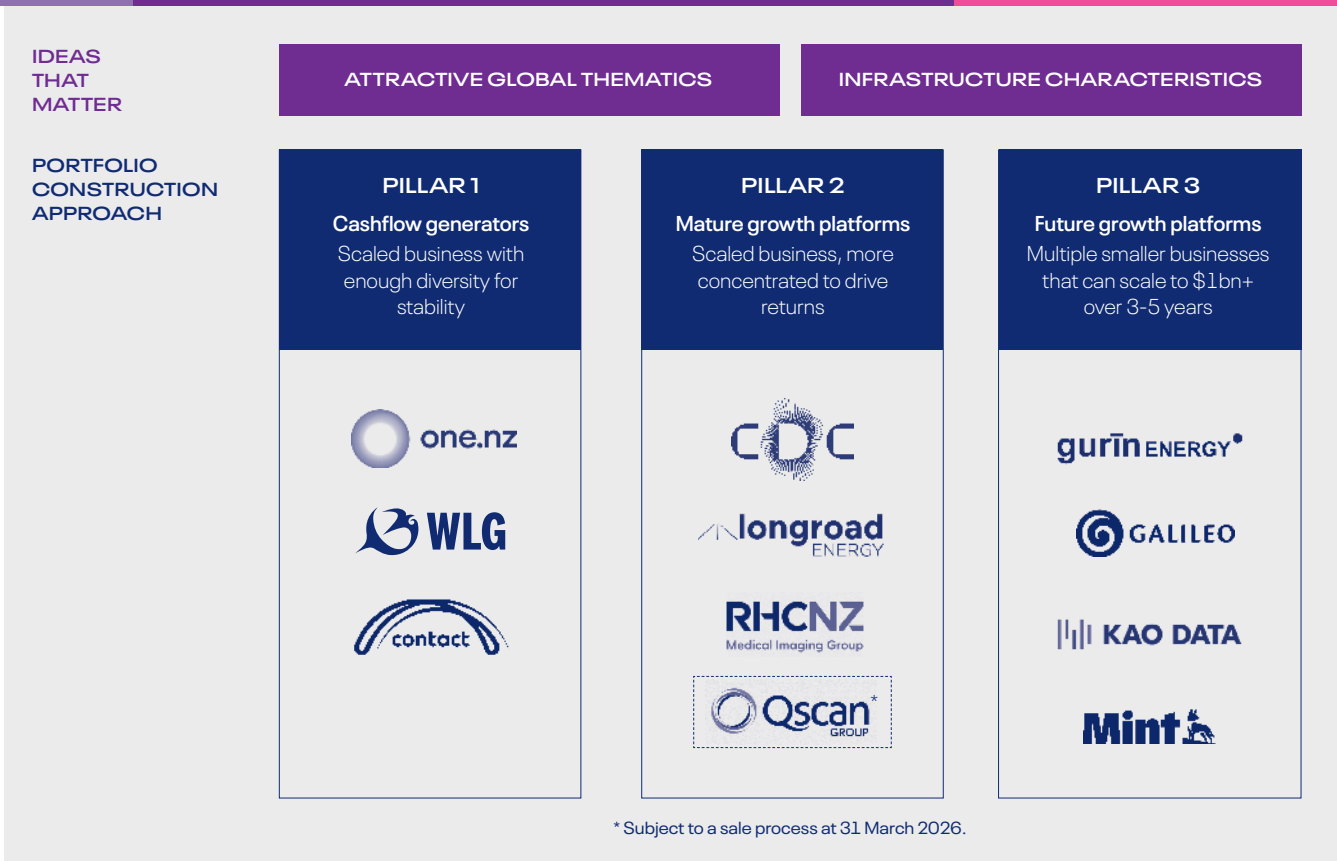 IDEAS
THAT
MATTER
ATTRACTIVE GLOBAL THEMATICS
INFRASTRUCTURE CHARACTERISTICS
PORTFOLIO
CONSTRUCTION
APPROACH
PILLAR 1
Cashflow generators
Scaled business with
enough diversity for
stability
one.nz
WLG
contact
PILLAR 2
Mature growth platforms
Scaled business, more
concentrated to drive
returns
CDC
longroad
ENERGY
RHCNZ
Medical Imaging Group
Qscan*
GROUP
PILLAR 3
Future growth platforms
Multiple smaller businesses
that can scale to $1bn+
over 3-5 years
gurīn ENERGY
GALILEO
KAO DATA
Mint
* Subject to a sale process at 31 March 2026.